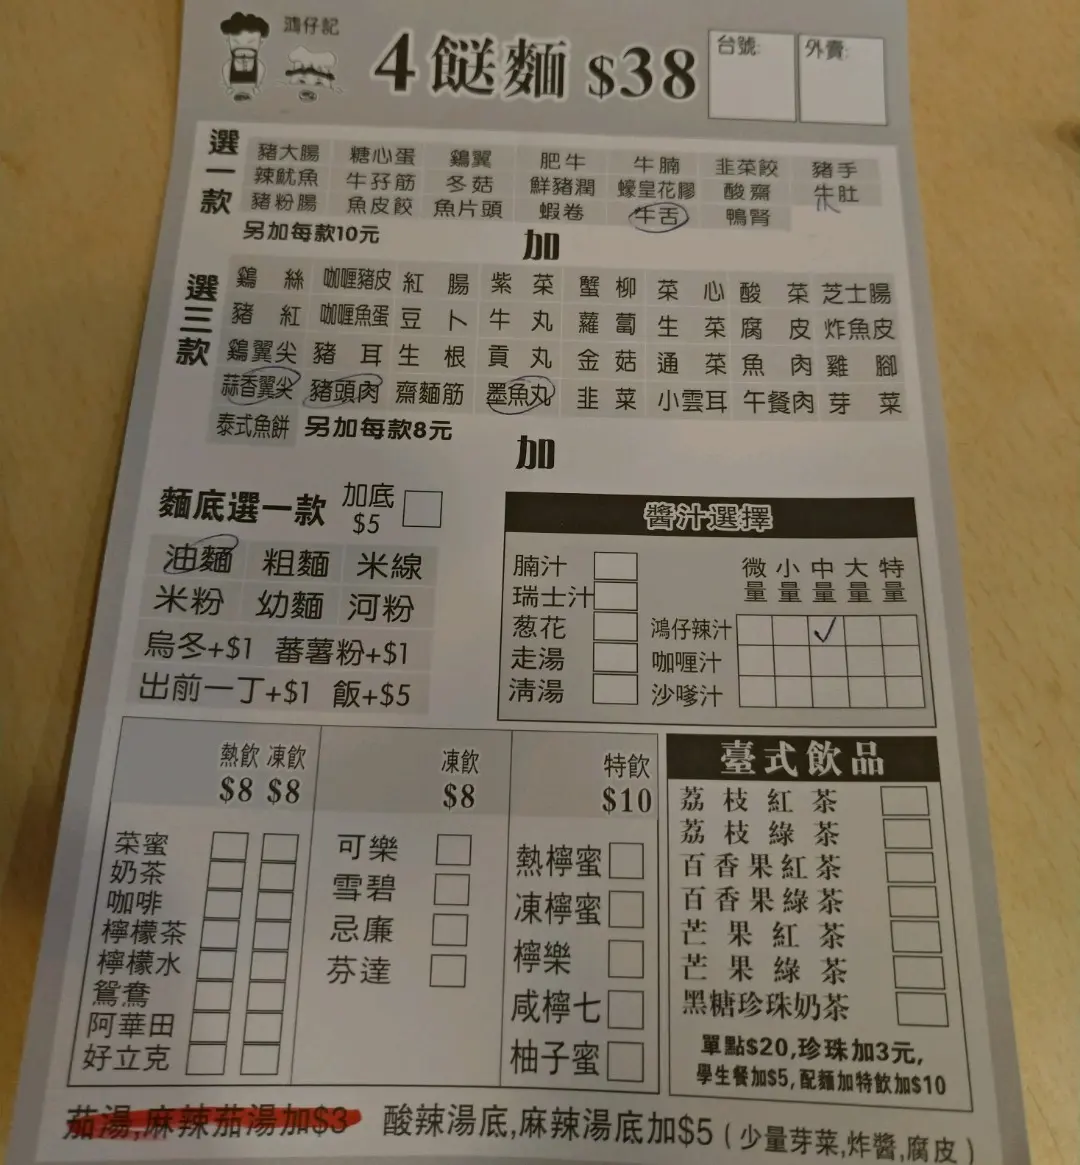 鴻仔記
4餸麵 $38
台號:
外賣:
選一款
豬大腸 糖心蛋 鷄翼 肥牛 牛腩 韭菜餃 豬手
辣魷魚 牛孖筋 冬菇 鮮豬潤 蠔皇花膠 酸齋 牛肚
豬粉腸 魚皮餃 魚片頭 蝦卷 牛舌 鴨腎
另加每款10元
加
選三款
鷄絲 咖喱豬皮 紅腸 紫菜 蟹柳 菜心 酸菜 芝士腸
豬紅 咖喱魚蛋 豆卜 牛丸 蘿蔔 生菜 腐皮 炸魚皮
鷄翼尖 豬耳 生根 貢丸 金菇 通菜 魚肉 雞腳
蒜香翼尖 豬頭肉 齋麵筋 墨魚丸 韭菜 小雲耳 午餐肉 芽菜
泰式魚餅 另加每款8元
加
麵底選一款 加底 $5
油麵 粗麵 米線
米粉 幼麵 河粉
烏冬+$1 蕃薯粉+$1
出前一丁+$1 飯+$5
醬汁選擇
腩汁
瑞士汁
葱花
走湯
淸湯
微量 小量 中量 大量 特量
鴻仔辣汁 ✓
咖喱汁
沙嗲汁
熱飲 凍飲
$8 $8
菜蜜
奶茶
咖啡
檸檬茶
檸檬水
鴛鴦
阿華田
好立克
凍飲
$8
可樂
雪碧
忌廉
芬達
特飲
$10
熱檸蜜
凍檸蜜
檸樂
咸檸七
柚子蜜
臺式飲品
荔枝紅茶
荔枝綠茶
百香果紅茶
百香果綠茶
芒果紅茶
芒果綠茶
黑糖珍珠奶茶
單點$20,珍珠加3元,
學生餐加$5,配麵加特飲加$10
茄湯,麻辣茄湯加$3 酸辣湯底,麻辣湯底加$5(少量芽菜,炸醬,腐皮)